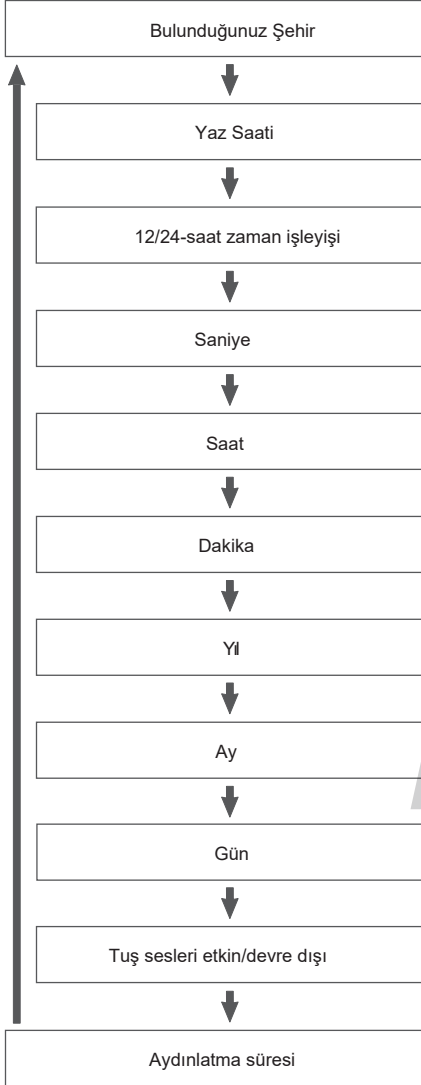 Bulunduğunuz Şehir
Yaz Saati
12/24-saat zaman işleyişi
Saniye
Saat
Dakika
Yıl
Ay
Gün
Tuş sesleri etkin/devre dışı
Aydınlatma süresi